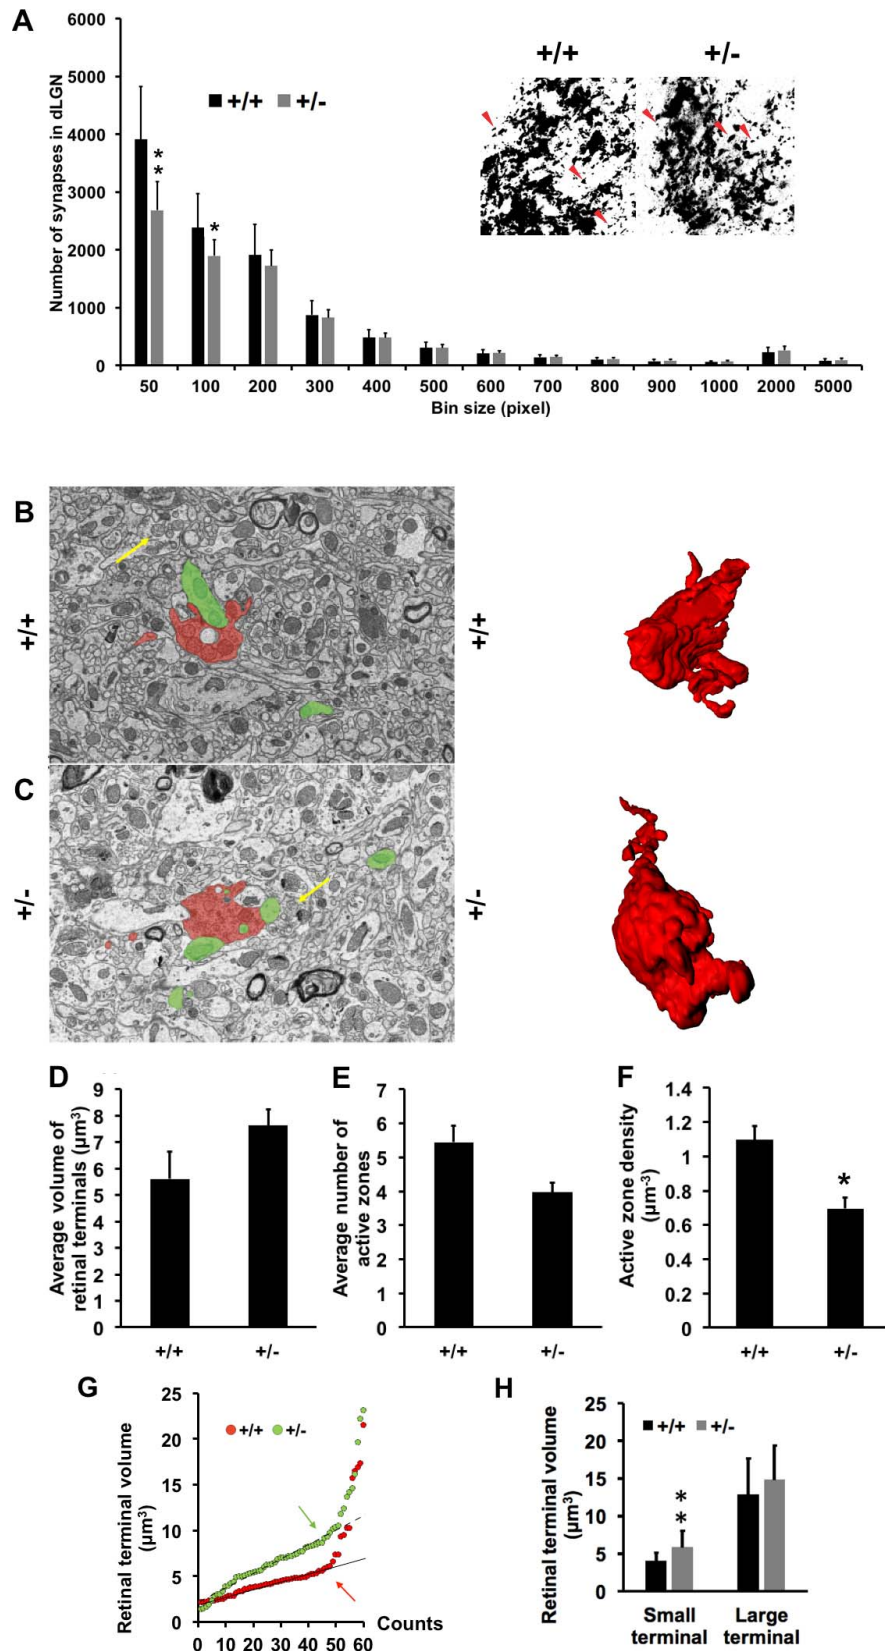 A
6000
5000
4000
3000
2000
1000
0
Number of synapses in dLGN
+/+ +/-
* *
*
+/+ +/-
50 100 200 300 400 500 600 700 800 900 1000 2000 5000
Bin size (pixel)
B
+/+
+/+
C
+/-
+/-
D
9
8
7
6
5
4
3
2
1
0
Average volume of
retinal terminals (µm³)
+/+ +/-
E
7
6
5
4
3
2
1
0
Average number of
active zones
+/+ +/-
F
1.4
1.2
1
0.8
0.6
0.4
0.2
0
Active zone density
(µm⁻³)
*
+/+ +/-
G
25
20
15
10
5
0
Retinal terminal volume
(µm³)
+/+ +/-
0 10 20 30 40 50 60
Counts
H
25
20
15
10
5
0
Retinal terminal volume
(µm³)
+/+ +/-
* *
Small Large
terminal terminal